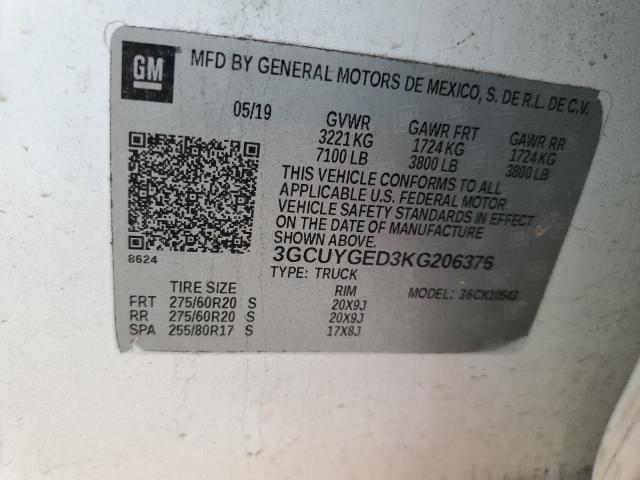 GM MFD BY GENERAL MOTORS DE MEXICO, S. DE R.L. DE C.V.
05/19 GVWR GAWR FRT GAWR RR
3221 KG 1724 KG 1724 KG
7100 LB 3800 LB 3800 LB
THIS VEHICLE CONFORMS TO ALL
APPLICABLE U.S. FEDERAL MOTOR
VEHICLE SAFETY STANDARDS IN EFFECT
ON THE DATE OF MANUFACTURE
SHOWN ABOVE.
8624 3GCUYGED3KG206376
TYPE: TRUCK
TIRE SIZE RIM MODEL: 36CK10543
FRT 275/60R20 S 20X9J
RR 275/60R20 S 20X9J
SPA 255/80R17 S 17X8J